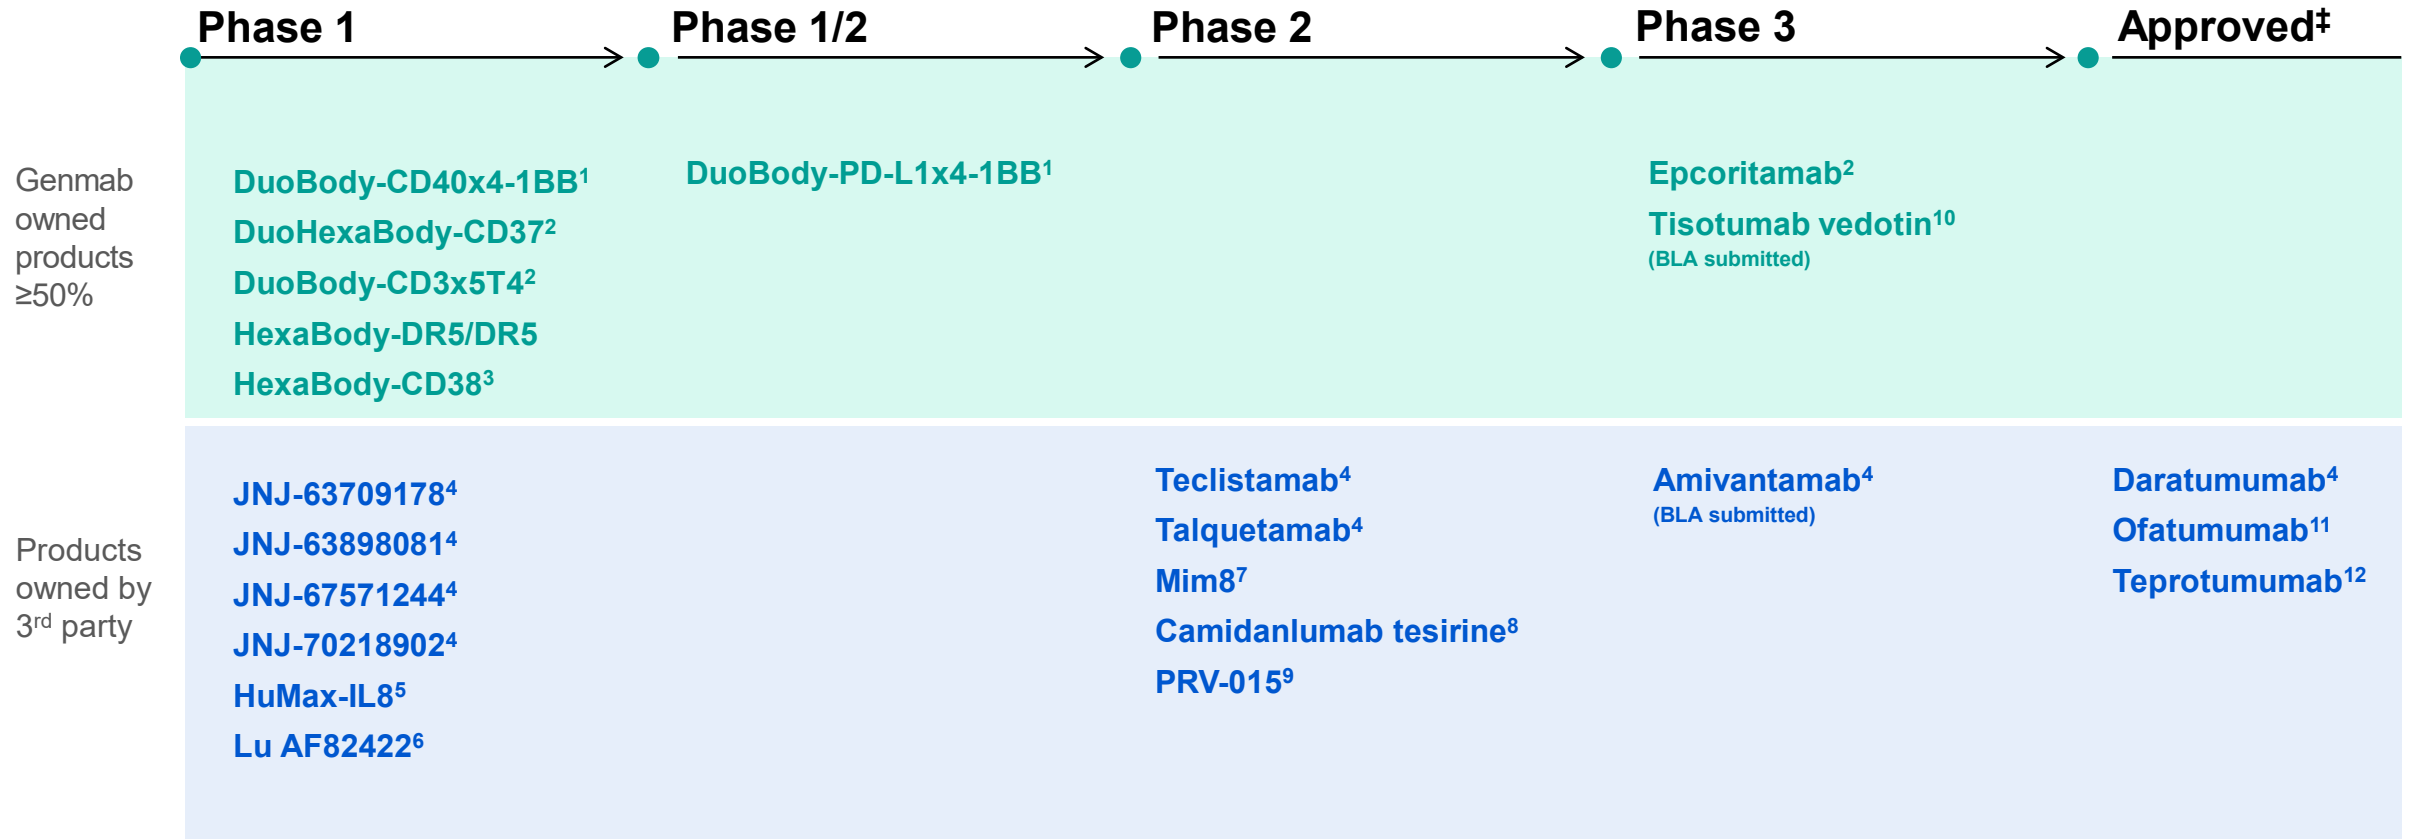 Phase 1
Phase 1/2
Phase 2
Phase 3
Approved‡
Genmab
owned
products
≥50%
DuoBody-CD40x4-1BB¹
DuoHexaBody-CD37²
DuoBody-CD3x5T4²
HexaBody-DR5/DR5
HexaBody-CD38³
DuoBody-PD-L1x4-1BB¹
Epcoritamab²
Tisotumab vedotin¹⁰
(BLA submitted)
Products
owned by
3ʳᵈ party
JNJ-63709178⁴
JNJ-63898081⁴
JNJ-67571244⁴
JNJ-70218902⁴
HuMax-IL8⁵
Lu AF82422⁶
Teclistamab⁴
Talquetamab⁴
Mim8⁷
Camidanlumab tesirine⁸
PRV-015⁹
Amivantamab⁴
(BLA submitted)
Daratumumab⁴
Ofatumumab¹¹
Teprotumumab¹²